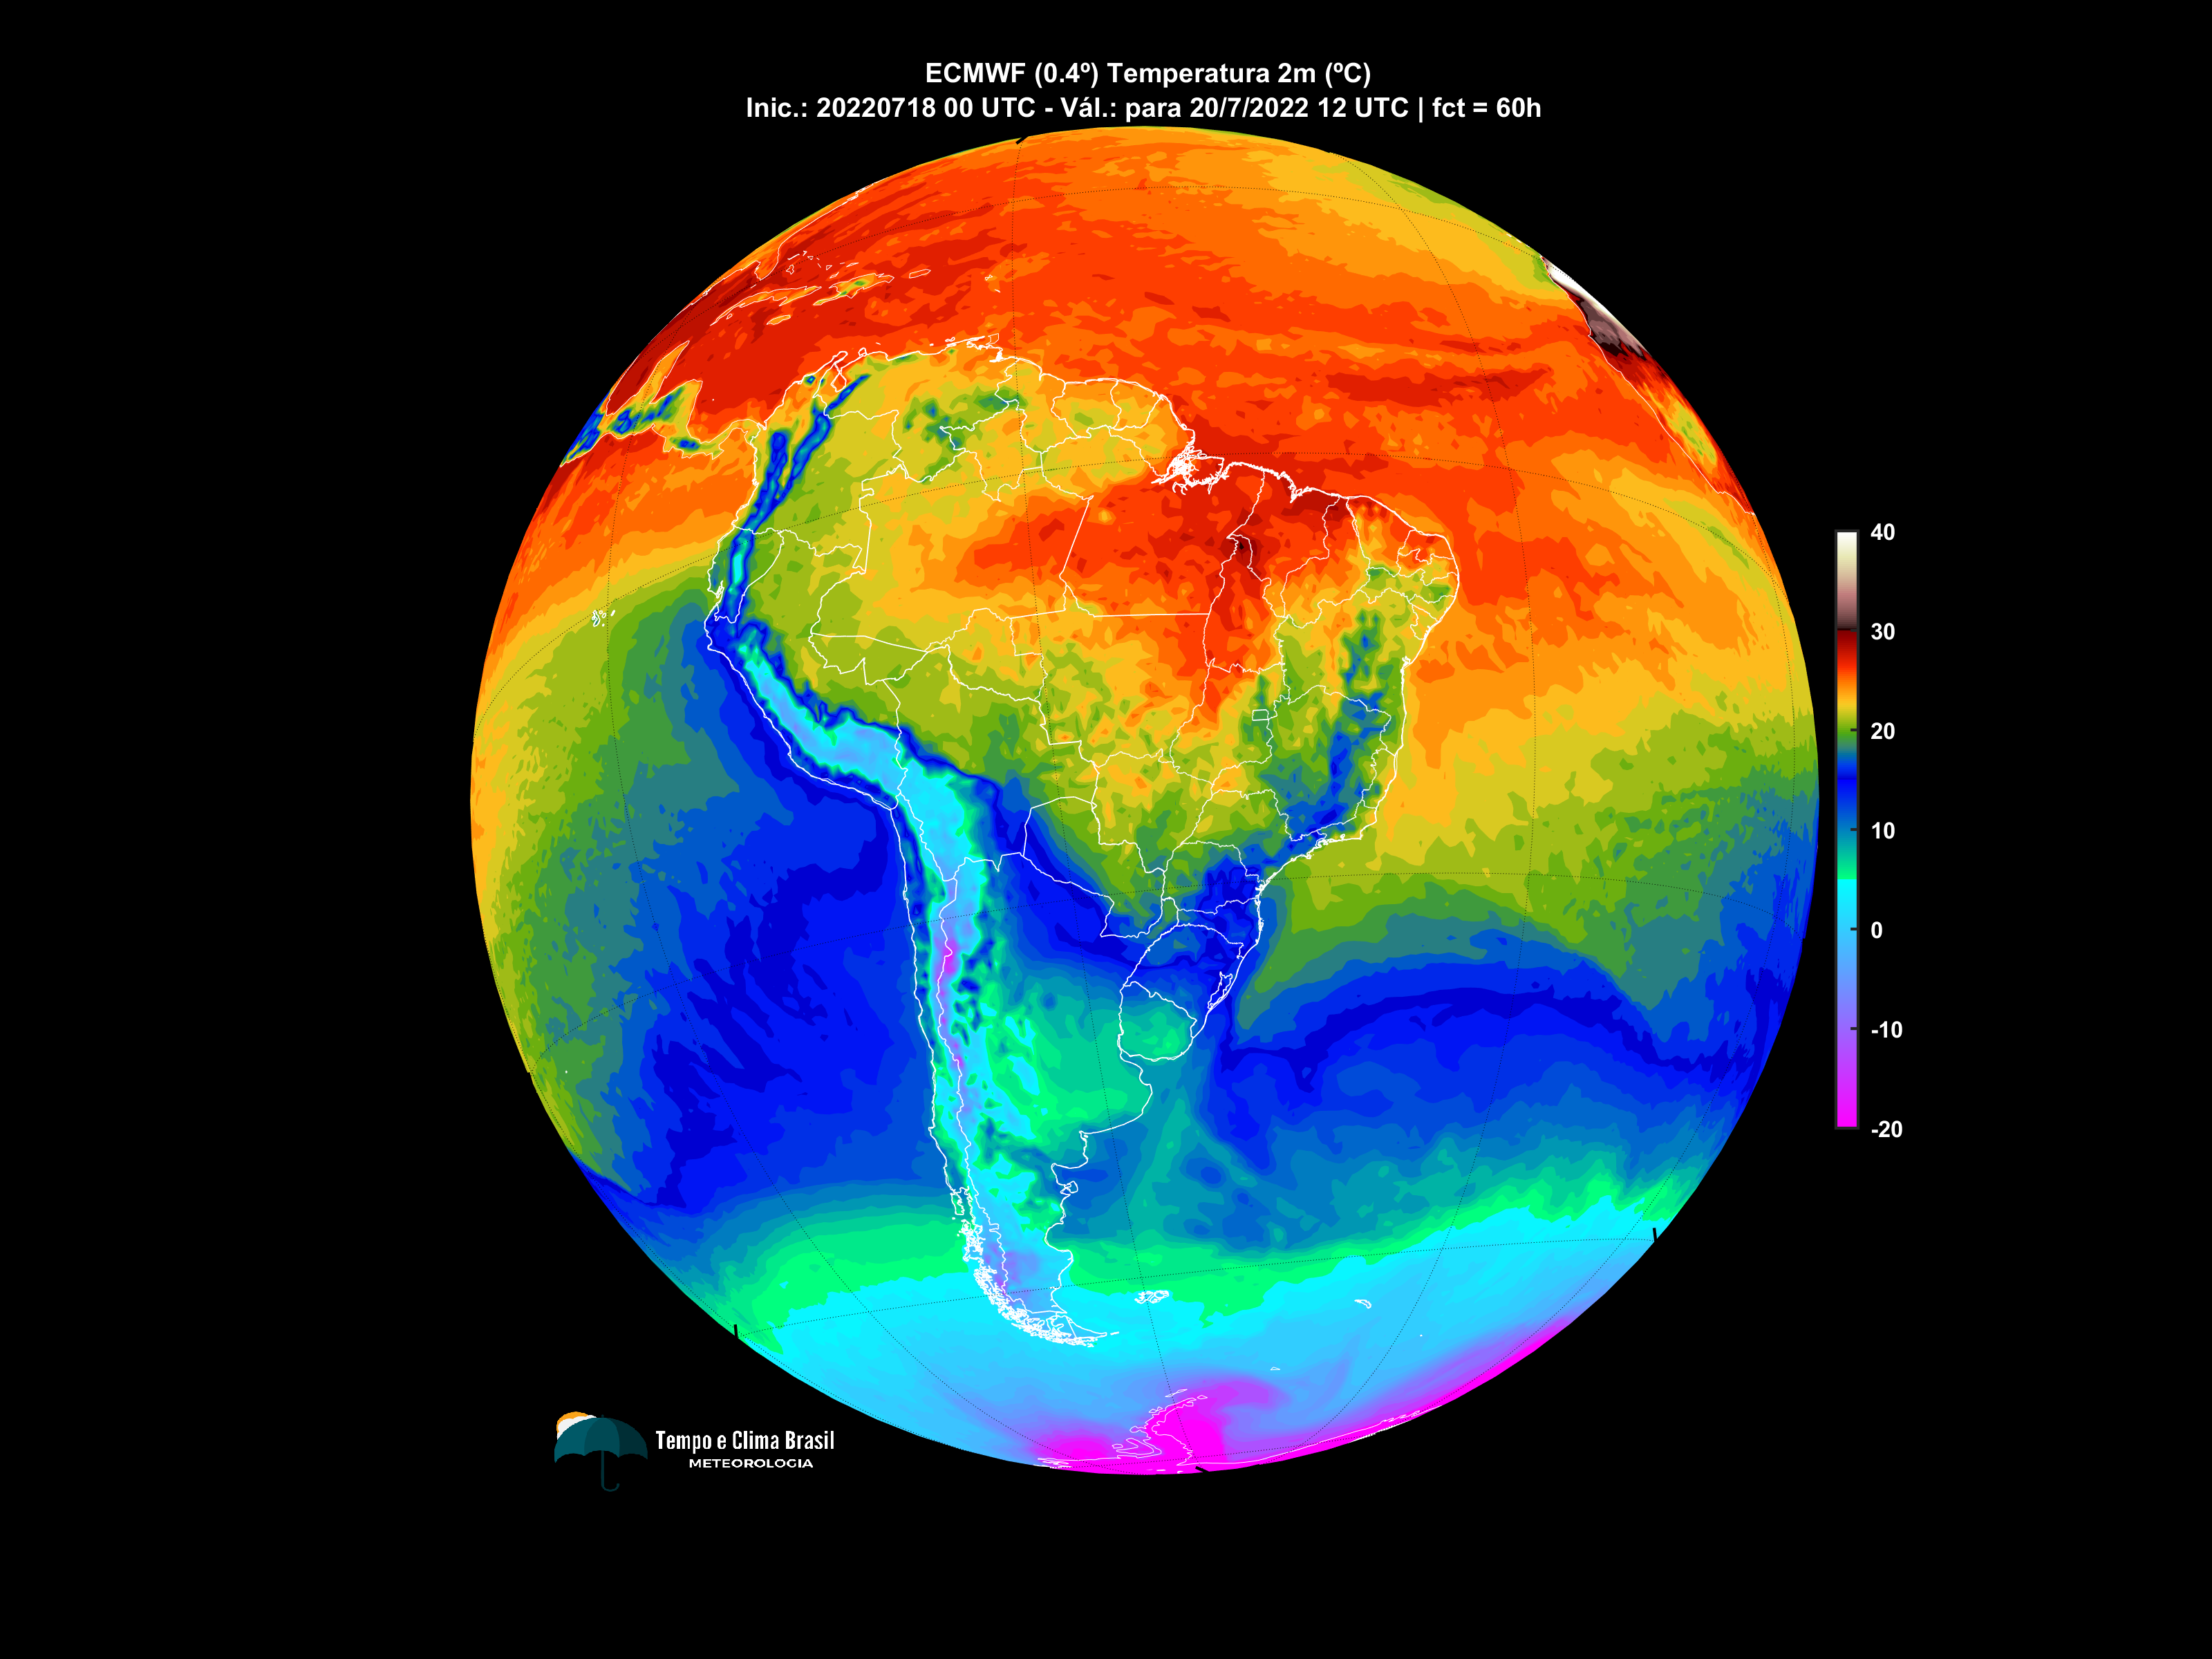 ECMWF (0.4º) Temperatura 2m (ºC)
Inic.: 20220718 00 UTC - Vál.: para 20/7/2022 12 UTC | fct = 60h
40
30
20
10
0
-10
-20
Tempo e Clima Brasil
METEOROLOGIA